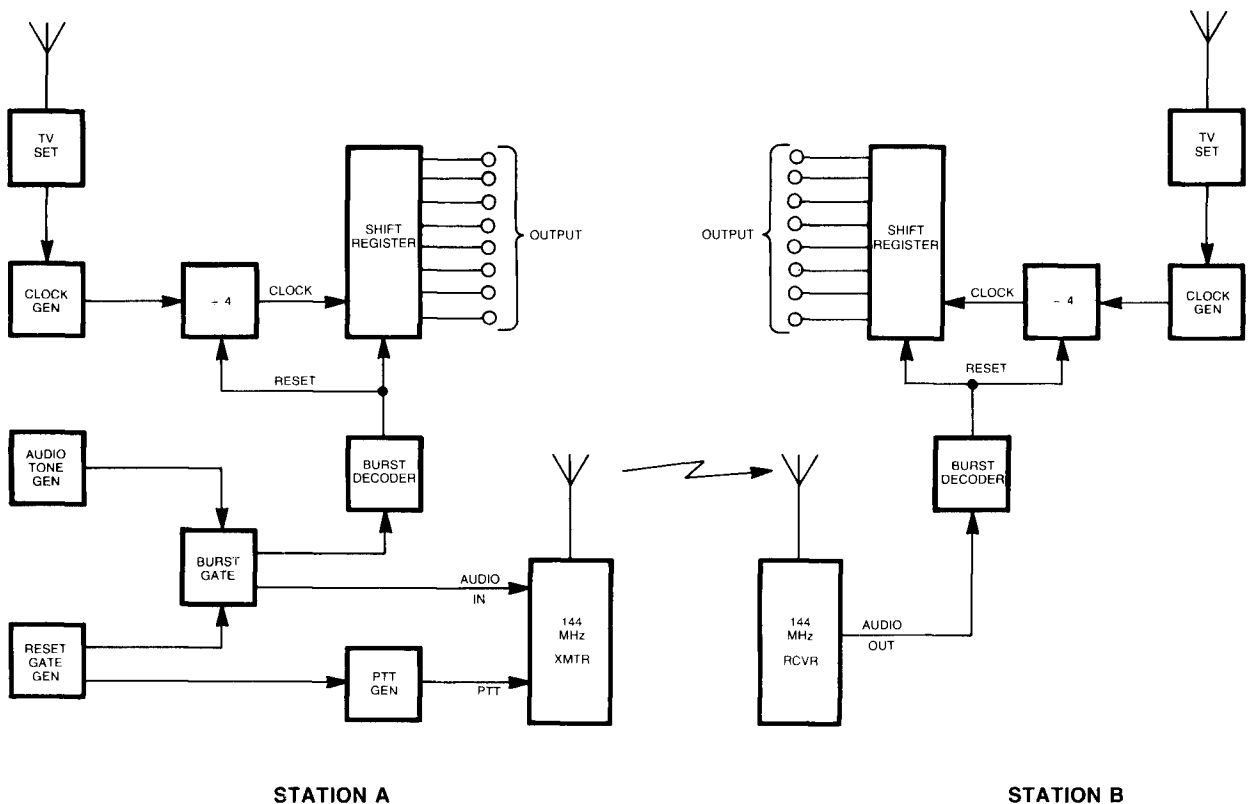 TV
SET
CLOCK
GEN
÷ 4
CLOCK
SHIFT
REGISTER
OUTPUT
RESET
AUDIO
TONE
GEN
BURST
DECODER
BURST
GATE
AUDIO
IN
RESET
GATE
GEN
PTT
GEN
PTT
144
MHz
XMTR
STATION A
TV
SET
OUTPUT
SHIFT
REGISTER
CLOCK
÷ 4
CLOCK
GEN
RESET
BURST
DECODER
144
MHz
RCVR
AUDIO
OUT
STATION B